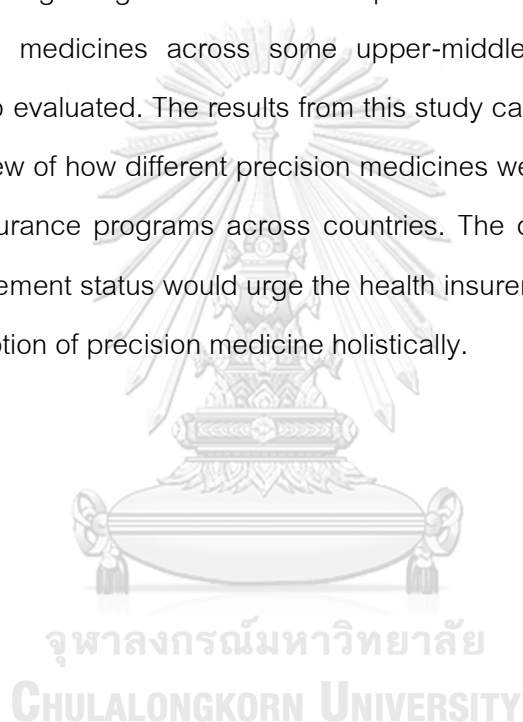 medicines across some upper-middle
evaluated. The results from this study ca
ew of how different precision medicines we
urance programs across countries. The
ement status would urge the health insurer
tion of precision medicine holistically.
จุฬาลงกรณ์มหาวิทยาลัย
CHULALONGKORN UNIVERSITY